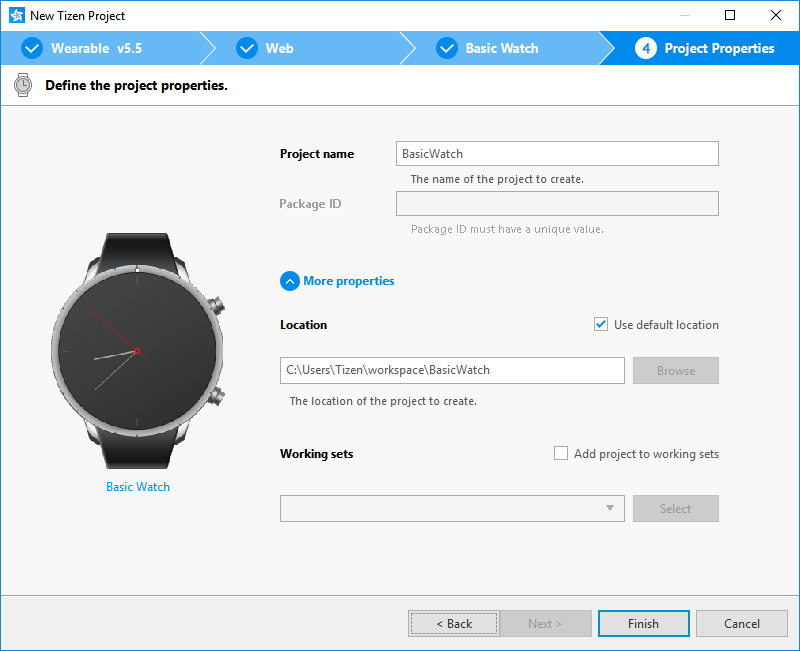 New Tizen Project
Wearable v5.5
Web
Basic Watch
4 Project Properties
Define the project properties.
Project name
BasicWatch
The name of the project to create.
Package ID
Package ID must have a unique value.
More properties
Location
Use default location
C:\Users\Tizen\workspace\BasicWatch
Browse
The location of the project to create.
Working sets
Add project to working sets
Basic Watch
Select
< Back
Next >
Finish
Cancel